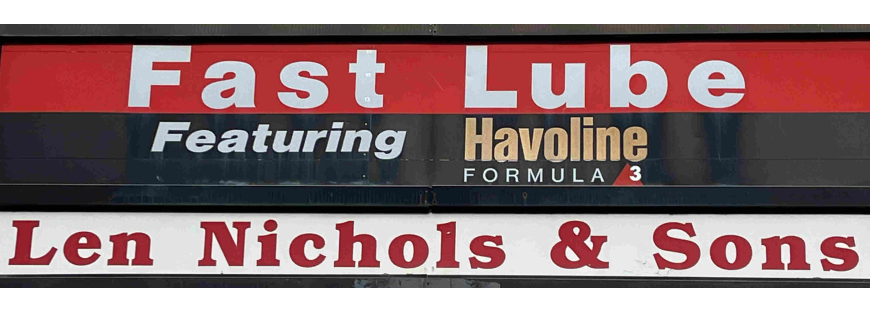 Fast Lube
Featuring Havoline
FORMULA 3
Len Nichols & Sons